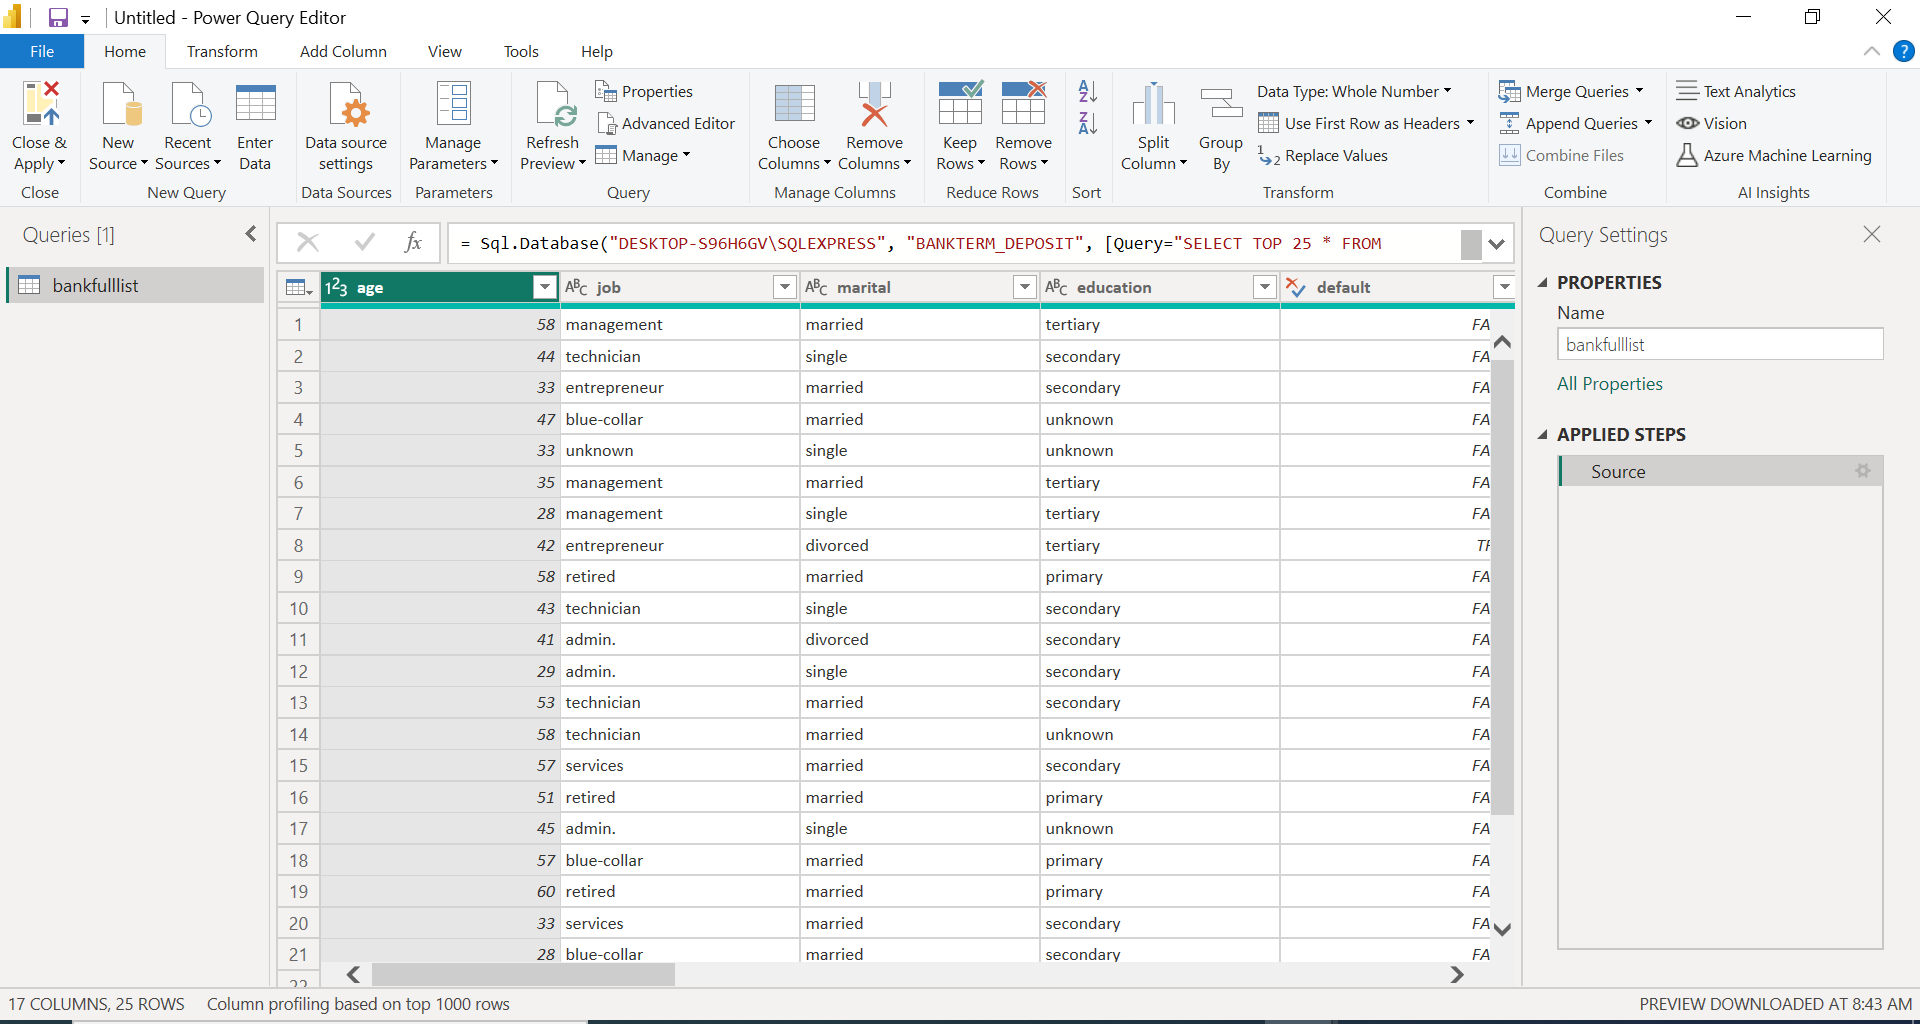 Untitled - Power Query Editor
File Home Transform Add Column View Tools Help
Close & Apply
Close
New Source
Recent Sources
Enter Data
New Query
Data source settings
Data Sources
Manage Parameters
Parameters
Refresh Preview
Properties
Advanced Editor
Manage
Query
Choose Columns
Remove Columns
Manage Columns
Keep Rows
Remove Rows
Reduce Rows
Sort
Split Column
Group By
Data Type: Whole Number
Use First Row as Headers
Replace Values
Transform
Merge Queries
Append Queries
Combine Files
Combine
Text Analytics
Vision
Azure Machine Learning
AI Insights
Queries [1]
bankfulllist
fx
= Sql.Database("DESKTOP-S96H6GV\SQLEXPRESS", "BANKTERM_DEPOSIT", [Query="SELECT TOP 25 * FROM
123 age ABC job ABC marital ABC education default
1 58 management married tertiary FA
2 44 technician single secondary FA
3 33 entrepreneur married secondary FA
4 47 blue-collar married unknown FA
5 33 unknown single unknown FA
6 35 management married tertiary FA
7 28 management single tertiary FA
8 42 entrepreneur divorced tertiary TR
9 58 retired married primary FA
10 43 technician single secondary FA
11 41 admin. divorced secondary FA
12 29 admin. single secondary FA
13 53 technician married secondary FA
14 58 technician married unknown FA
15 57 services married secondary FA
16 51 retired married primary FA
17 45 admin. single unknown FA
18 57 blue-collar married primary FA
19 60 retired married primary FA
20 33 services married secondary FA
21 28 blue-collar married secondary FA
22
Query Settings
PROPERTIES
Name
bankfulllist
All Properties
APPLIED STEPS
Source
17 COLUMNS, 25 ROWS Column profiling based on top 1000 rows
PREVIEW DOWNLOADED AT 8:43 AM